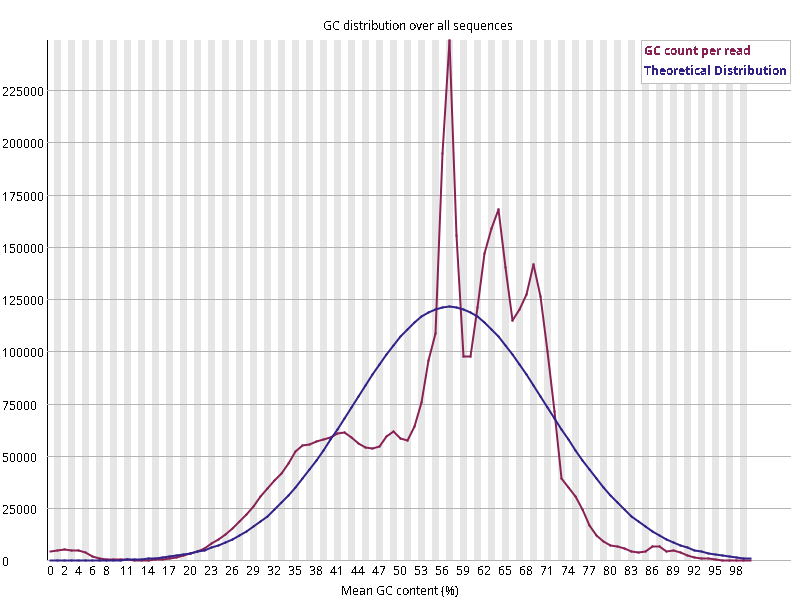 GC distribution over all sequences
GC count per read
Theoretical Distribution
225000
200000
175000
150000
125000
100000
75000
50000
25000
0
0 2 4 6 8 11 14 17 20 23 26 29 32 35 38 41 44 47 50 53 56 59 62 65 68 71 74 77 80 83 86 89 92 95 98
Mean GC content (%)